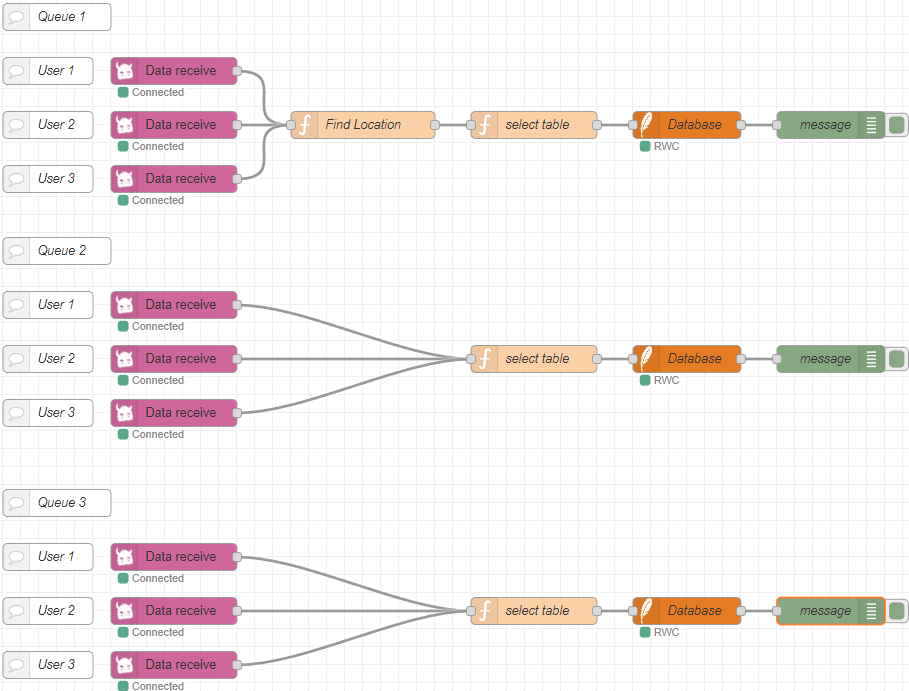 Queue 1
User 1 Data receive
Connected
User 2 Data receive Find Location select table Database message
Connected RWC
User 3 Data receive
Connected
Queue 2
User 1 Data receive
Connected
User 2 Data receive select table Database message
Connected RWC
User 3 Data receive
Connected
Queue 3
User 1 Data receive
Connected
User 2 Data receive select table Database message
Connected RWC
User 3 Data receive
Connected